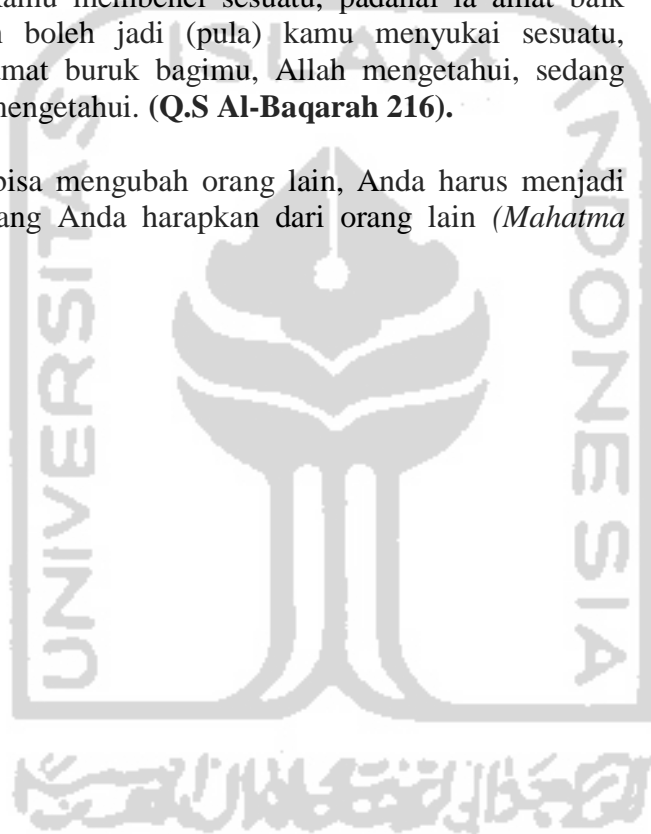 kamu membenci sesuatu, padahal ia amat baik
boleh jadi (pula) kamu menyukai sesuatu,
amat buruk bagimu, Allah mengetahui, sedang
mengetahui. (Q.S Al-Baqarah 216).
bisa mengubah orang lain, Anda harus menjadi
ang Anda harapkan dari orang lain (Mahatma
UNIVERSITAS
ISLAM
INDONESIA